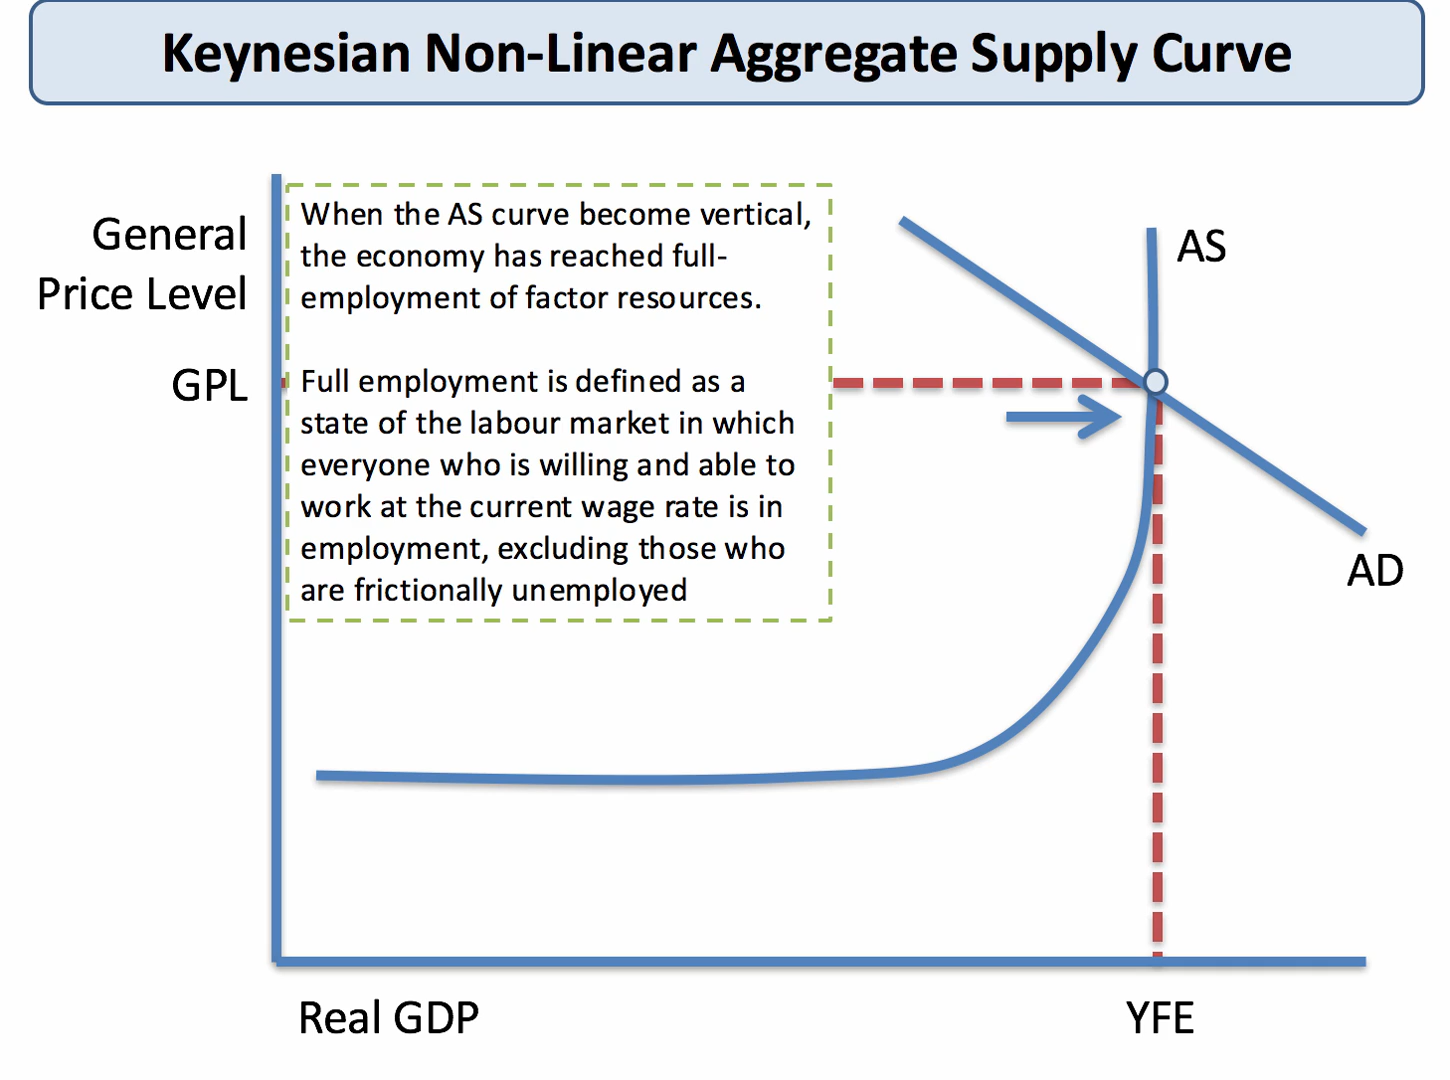 Keynesian Non-Linear Aggregate Supply Curve
General
Price Level
When the AS curve become vertical,
the economy has reached full-
employment of factor resources.
AS
GPL
Full employment is defined as a
state of the labour market in which
everyone who is willing and able to
work at the current wage rate is in
employment, excluding those who
are frictionally unemployed
AD
Real GDP
YFE